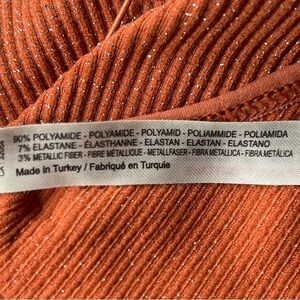 90% POLYAMIDE - POLYAMIDE - POLYAMID - POLIAMMIDE - POLIAMIDA
7% ELASTANE - ÉLASTHANNE - ELASTAN - ELASTAN - ELASTANO
3% METALLIC FIBER - FIBRE MÉTALLIQUE - METALLFASER - FIBRA METALLICA - FIBRA METÁLICA
Made in Turkey / Fabriqué en Turquie